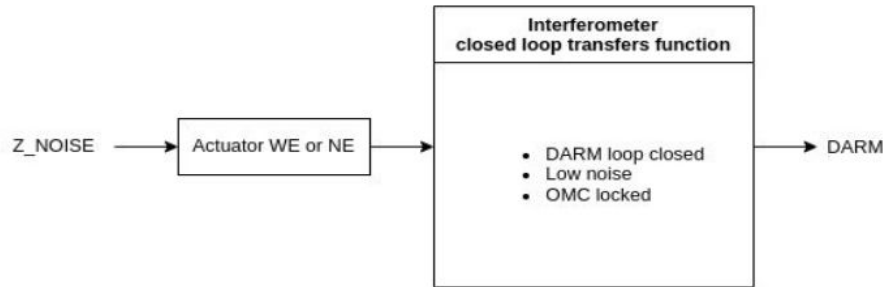 Interferometer
closed loop transfers function
Z_NOISE
Actuator WE or NE
• DARM loop closed
• Low noise
• OMC locked
DARM